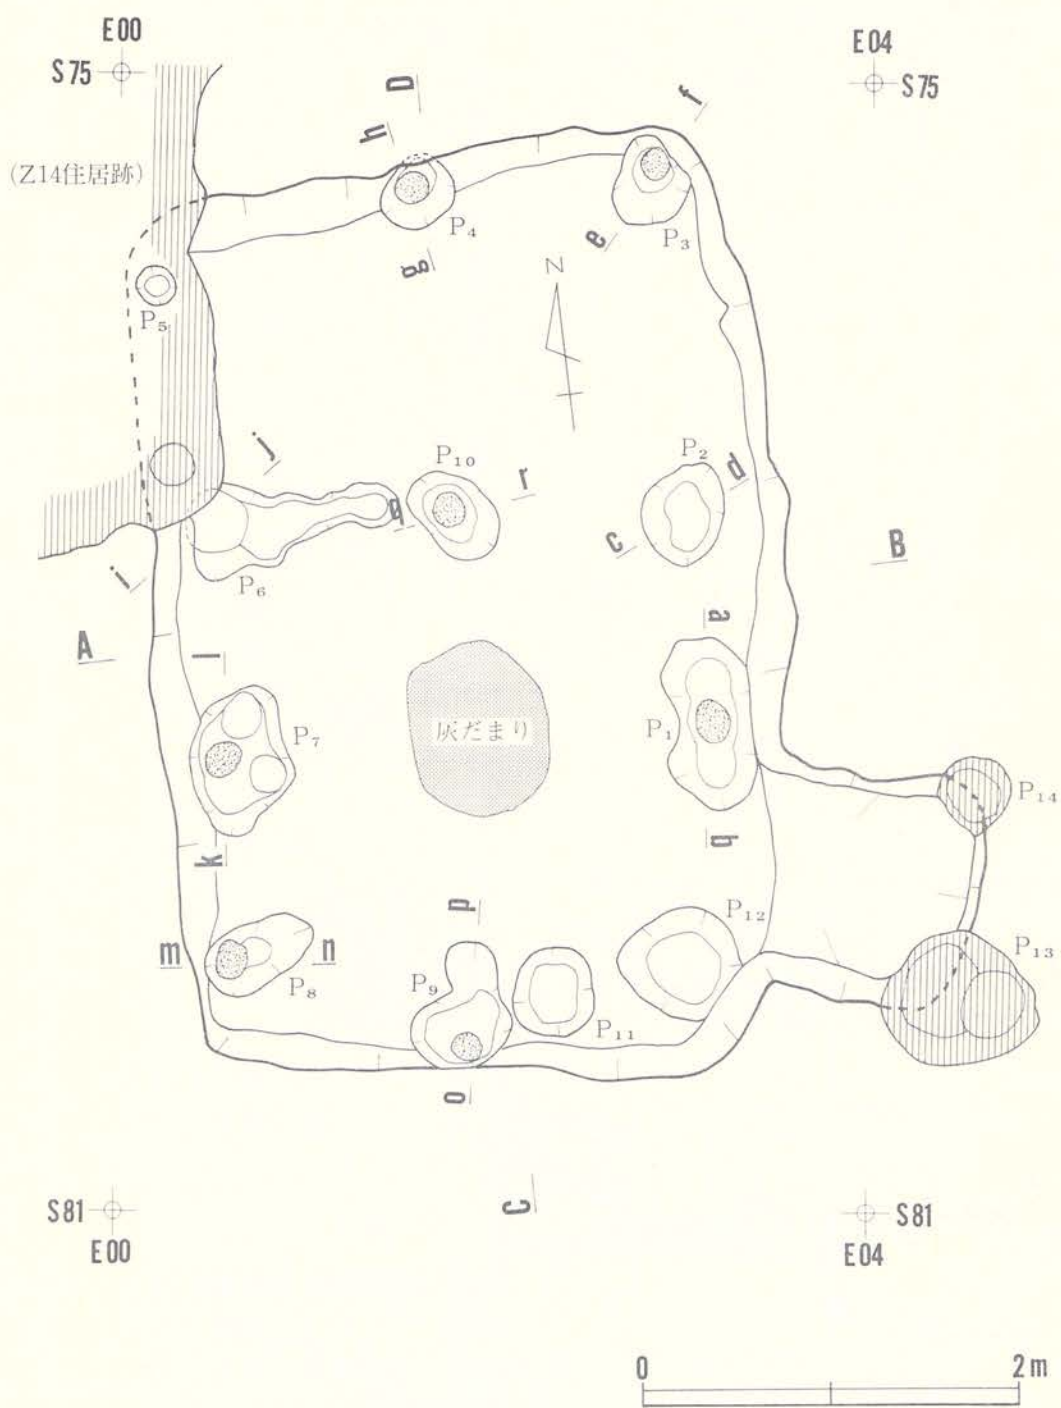 E00
E04
S75
S75
D
f
h
(Z14住居跡)
P4
P3
e
g
N
P5
j
P10
P2
d
r
q
c
i
P6
B
a
A
l
P7
灰だまり
P1
P14
b
k
p
P12
m
n
P9
P13
P8
P11
o
S81
C
S81
E00
E04
0
2m